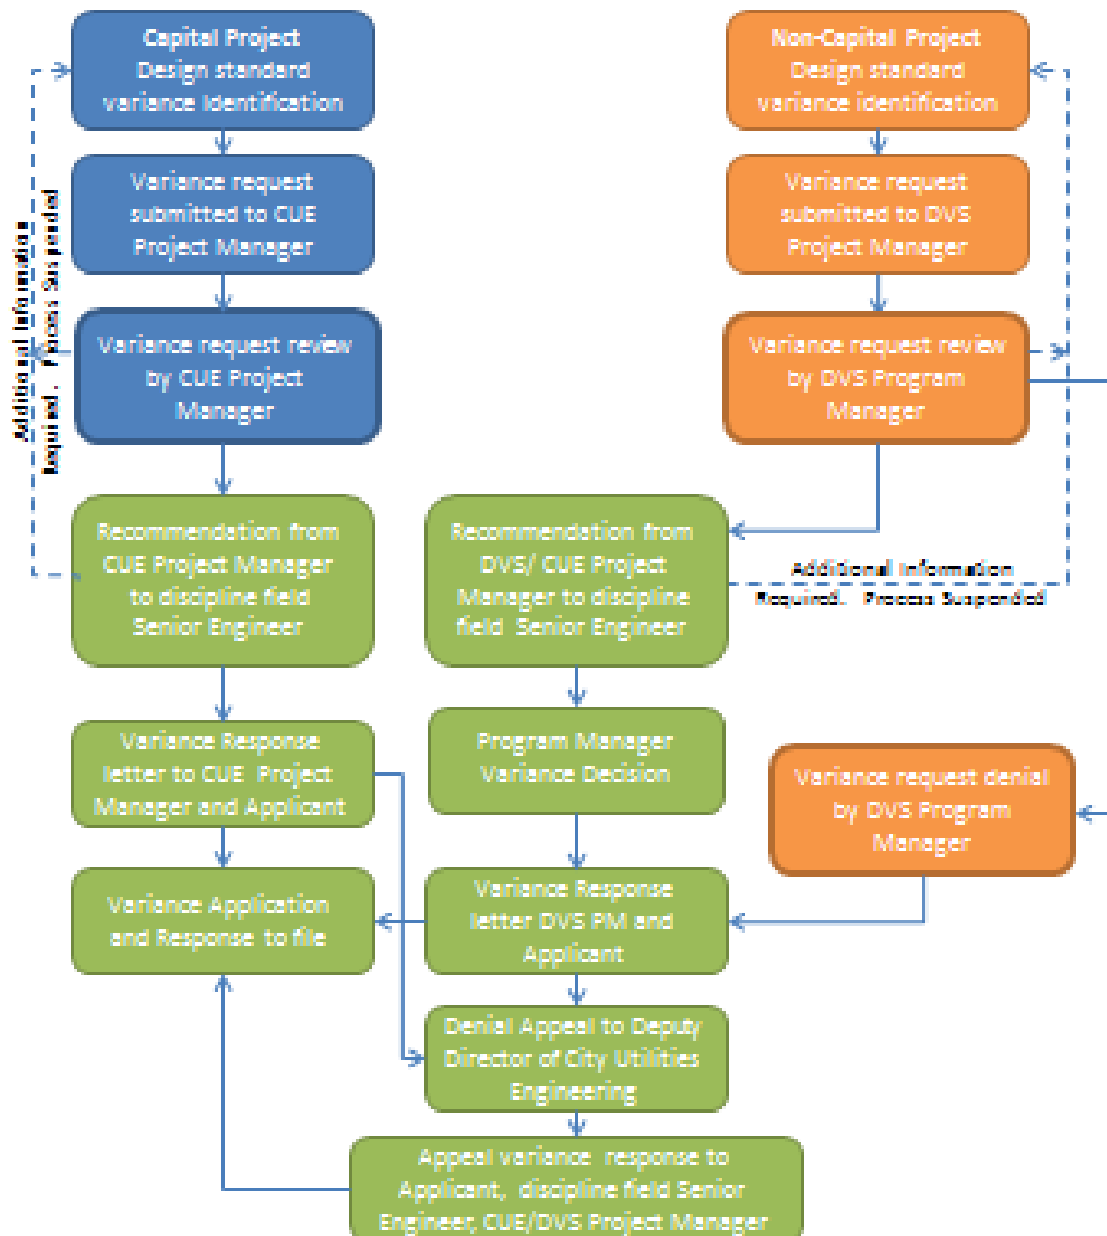 Capital Project
Design standard
variance Identification
Variance request
submitted to CUE
Project Manager
Variance request review
by CUE Project
Manager
Additional Information
Required. Process Suspended
Recommendation from
CUE Project Manager
to discipline field
Senior Engineer
Variance Response
letter to CUE Project
Manager and Applicant
Variance Application
and Response to file
Non-Capital Project
Design standard
variance identification
Variance request
submitted to DVS
Project Manager
Variance request review
by DVS Program
Manager
Recommendation from
DVS/ CUE Project
Manager to discipline
field Senior Engineer
Additional Information
Required. Process Suspended
Program Manager
Variance Decision
Variance request denial
by DVS Program
Manager
Variance Response
letter DVS PM and
Applicant
Denial Appeal to Deputy
Director of City Utilities
Engineering
Appeal variance response to
Applicant, discipline field Senior
Engineer, CUE/DVS Project Manager